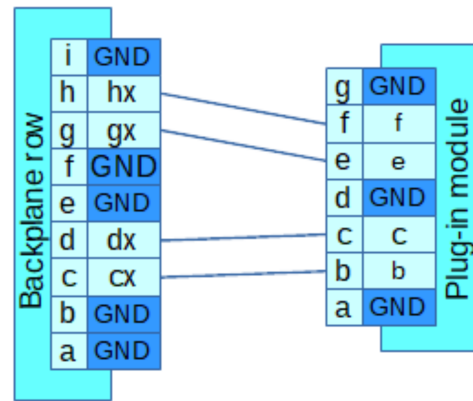 Backplane row
i GND
h hx
g gx
f GND
e GND
d dx
c cx
b GND
a GND
g GND
f f
e e
d GND
c c
b b
a GND
Plug-in module